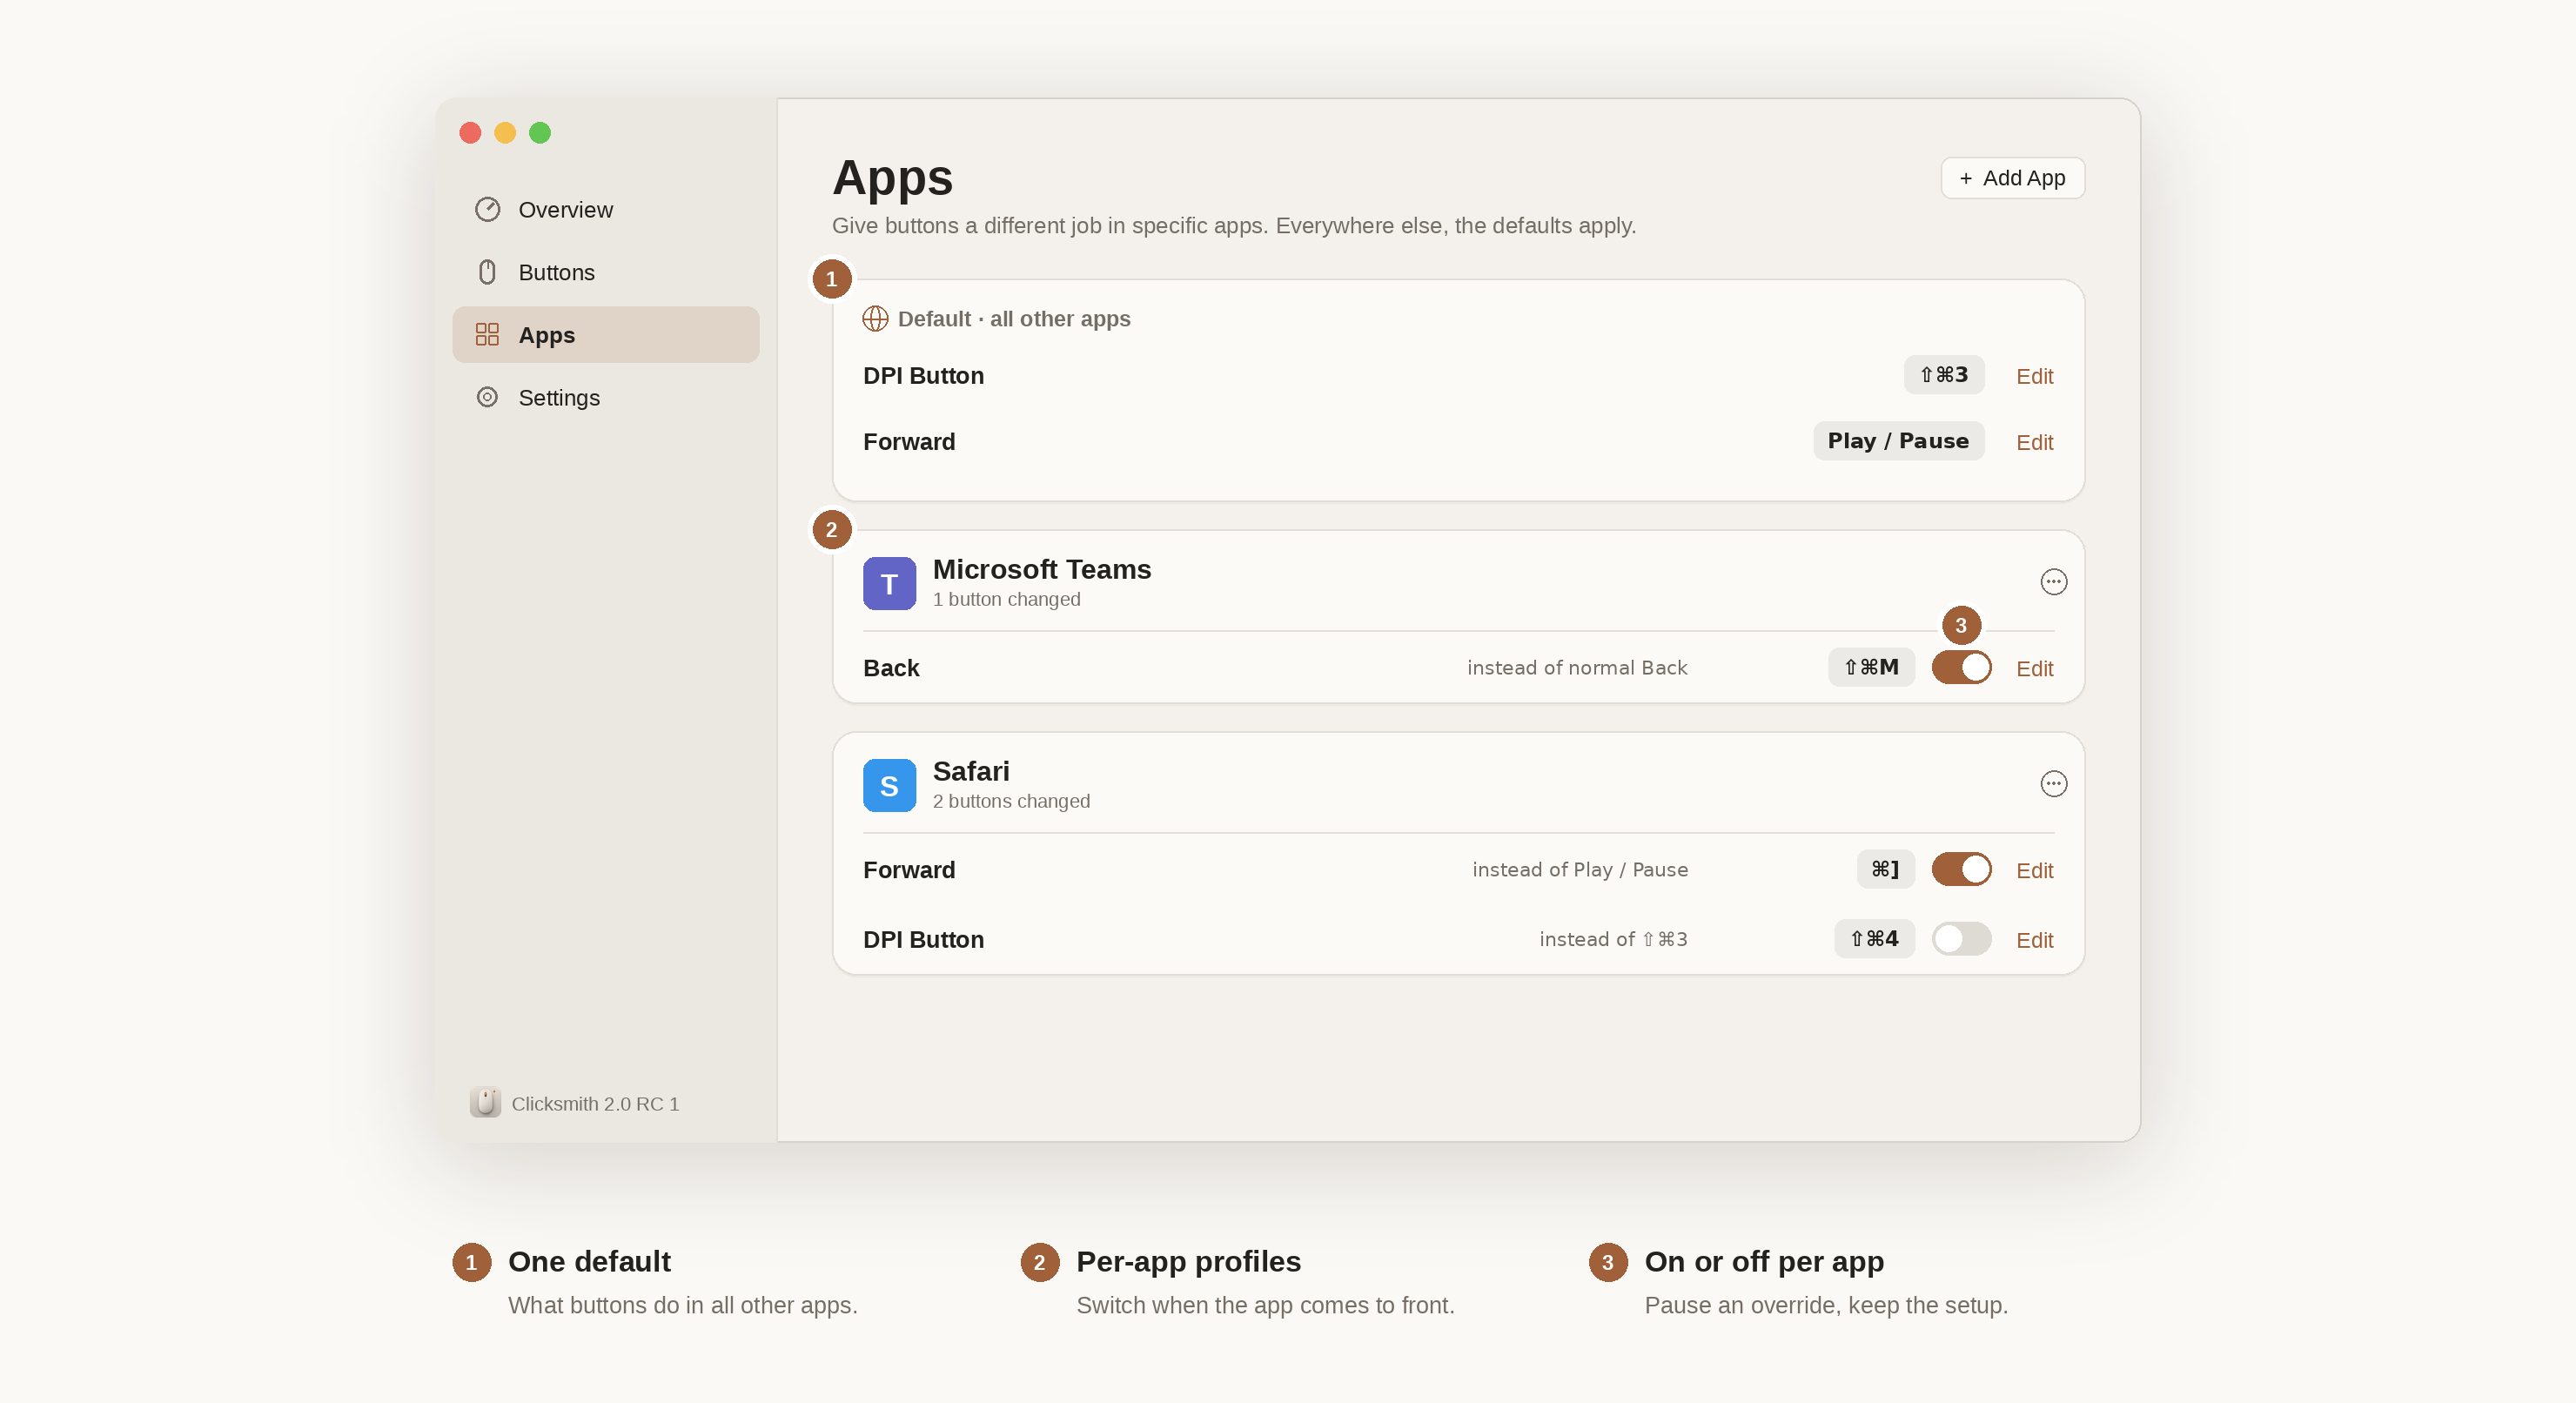 Overview
Buttons
Apps
Settings
Clicksmith 2.0 RC 1
Apps
+ Add App
Give buttons a different job in specific apps. Everywhere else, the defaults apply.
1
Default · all other apps
DPI Button ⇧⌘3 Edit
Forward Play / Pause Edit
2
T Microsoft Teams
1 button changed
3
Back instead of normal Back ⇧⌘M Edit
S Safari
2 buttons changed
Forward instead of Play / Pause ⌘] Edit
DPI Button instead of ⇧⌘3 ⇧⌘4 Edit
1 One default
What buttons do in all other apps.
2 Per-app profiles
Switch when the app comes to front.
3 On or off per app
Pause an override, keep the setup.